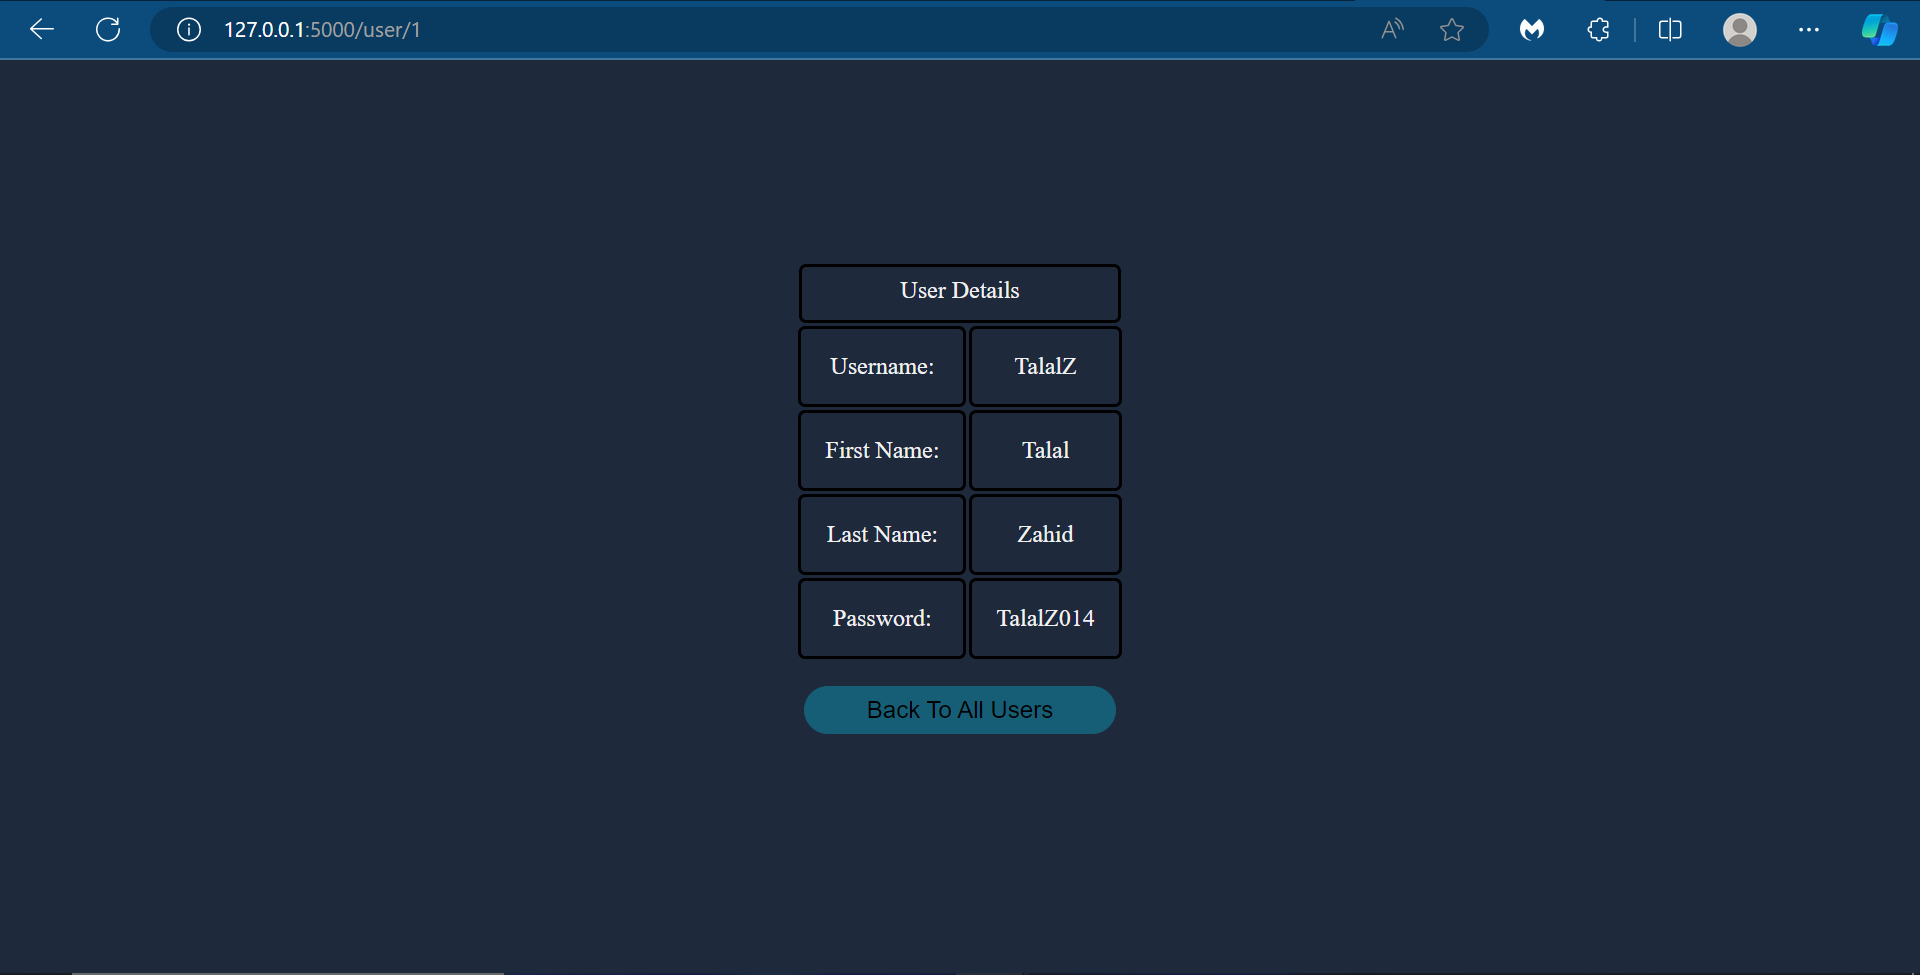 127.0.0.1:5000/user/1
User Details
Username: TalalZ
First Name: Talal
Last Name: Zahid
Password: TalalZ014
Back To All Users